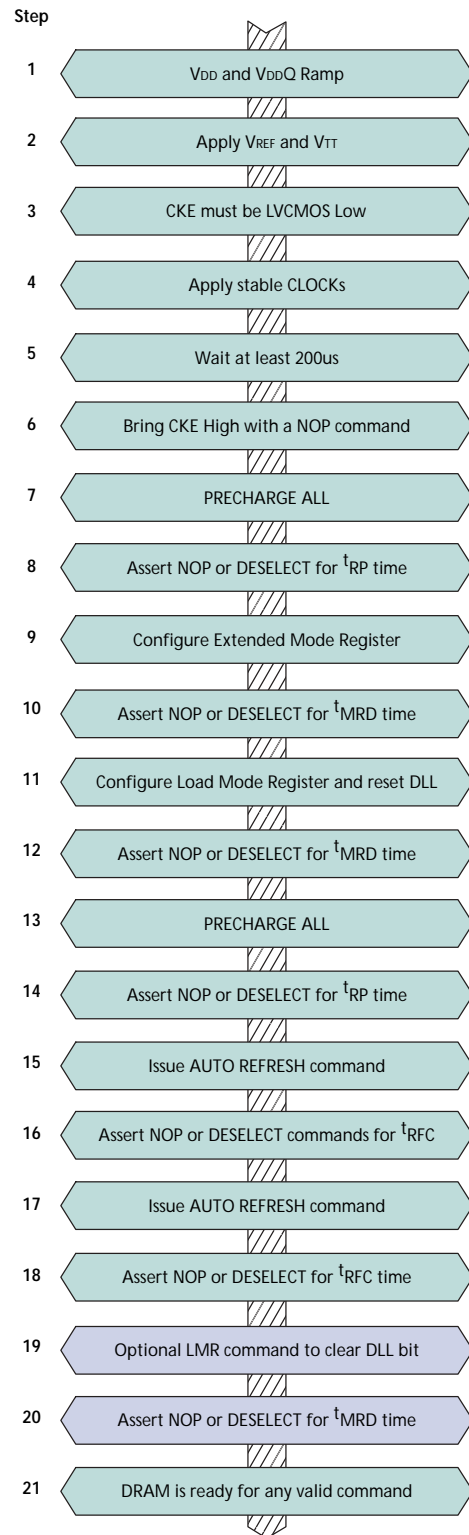 Step
1 VDD and VDDQ Ramp
2 Apply VREF and VTT
3 CKE must be LVCMOS Low
4 Apply stable CLOCKs
5 Wait at least 200us
6 Bring CKE High with a NOP command
7 PRECHARGE ALL
8 Assert NOP or DESELECT for tRP time
9 Configure Extended Mode Register
10 Assert NOP or DESELECT for tMRD time
11 Configure Load Mode Register and reset DLL
12 Assert NOP or DESELECT for tMRD time
13 PRECHARGE ALL
14 Assert NOP or DESELECT for tRP time
15 Issue AUTO REFRESH command
16 Assert NOP or DESELECT commands for tRFC
17 Issue AUTO REFRESH command
18 Assert NOP or DESELECT for tRFC time
19 Optional LMR command to clear DLL bit
20 Assert NOP or DESELECT for tMRD time
21 DRAM is ready for any valid command